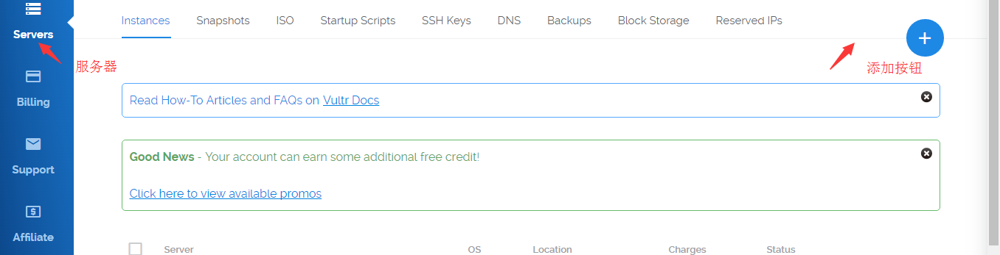 Instances Snapshots ISO Startup Scripts SSH Keys DNS Backups Block Storage Reserved IPs
Servers
服务器
添加按钮
Billing
Support
Affiliate
Read How-To Articles and FAQs on Vultr Docs
Good News - Your account can earn some additional free credit!
Click here to view available promos
Server OS Location Charges Status